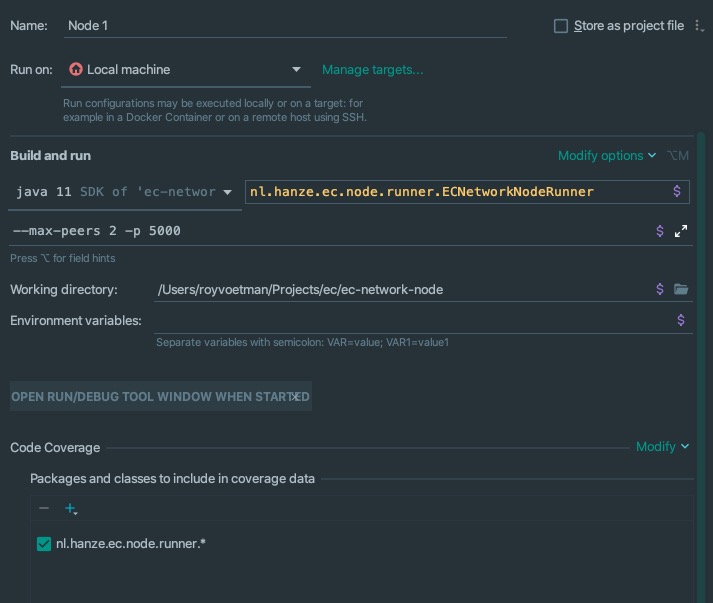 Name: Node 1 Store as project file
Run on: Local machine Manage targets...
Run configurations may be executed locally or on a target: for
example in a Docker Container or on a remote host using SSH.
Build and run Modify options ⌥M
java 11 SDK of 'ec-networ nl.hanze.ec.node.runner.ECNetworkNodeRunner $
--max-peers 2 -p 5000 $
Press ⌥ for field hints
Working directory: /Users/royvoetman/Projects/ec/ec-network-node $
Environment variables: $
Separate variables with semicolon: VAR=value; VAR1=value1
OPEN RUN/DEBUG TOOL WINDOW WHEN STARTED
Code Coverage Modify
Packages and classes to include in coverage data
nl.hanze.ec.node.runner.*